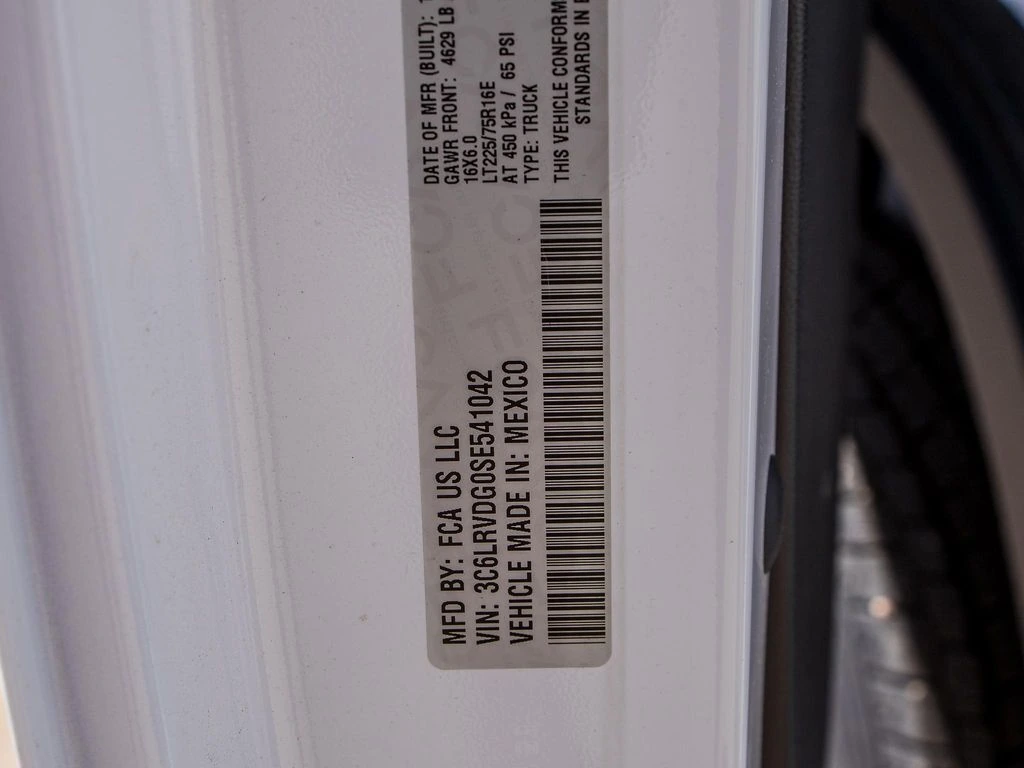 MFD BY: FCA US LLC
VIN: 3C6LRVDG0SE541042
VEHICLE MADE IN: MEXICO
DATE OF MFR (BUILT):
GAWR FRONT: 4629 LB
16X6.0
LT225/75R16E
AT 450 KPa / 65 PSI
TYPE: TRUCK
THIS VEHICLE CONFORM
STANDARDS IN